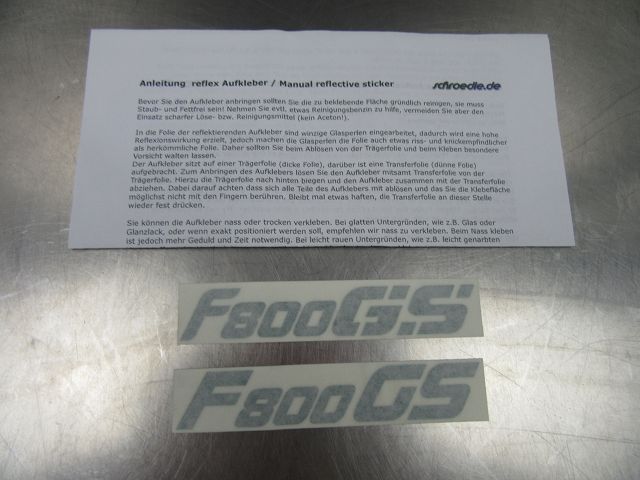 Anleitung reflex Aufkleber / Manual reflective sticker
schroedle.de
Bevor Sie den Aufkleber anbringen sollten Sie die zu beklebende Fläche gründlich reinigen, sie muss
Staub- und Fettfrei sein! Nehmen Sie evtl. etwas Reinigungsbenzin zu hilfe, vermeiden Sie aber den
Einsatz scharfer Löse- bzw. Reinigungsmittel (kein Aceton!).
In die Folie der reflektierenden Aufkleber sind winzige Glasperlen eingearbeitet, dadurch wird eine hohe
Reflexionswirkung erzielt, jedoch machen die Glasperlen die Folie auch etwas riss- und knickempfindlicher
als herkömmliche Folie. Daher sollten Sie beim Ablösen von der Trägerfolie und beim Kleben besondere
Vorsicht walten lassen.
Der Aufkleber sitzt auf einer Trägerfolie (dicke Folie), darüber ist eine Transferfolie (dünne Folie)
aufgebracht. Zum Anbringen des Aufklebers lösen Sie den Aufkleber mitsamt Transferfolie von der
Trägerfolie. Hierzu die Trägerfolie nach hinten biegen und den Aufkleber zusammen mit der Transferfolie
abziehen. Dabei darauf achten dass sich alle Teile des Aufklebers mit ablösen und das Sie die Klebefläche
möglichst nicht mit den Fingern berühren. Bleibt mal etwas haften, die Transferfolie an dieser Stelle
wieder fest drücken.
Sie können die Aufkleber nass oder trocken verkleben. Bei glatten Untergründen, wie z.B. Glas oder
Glanzlack, oder wenn exakt positioniert werden soll, empfehlen wir nass zu verkleben. Beim Nass kleben
ist jedoch mehr Geduld und Zeit notwendig. Bei leicht rauen Untergründen, wie z.B. leicht genarbten
F800GS
F800GS